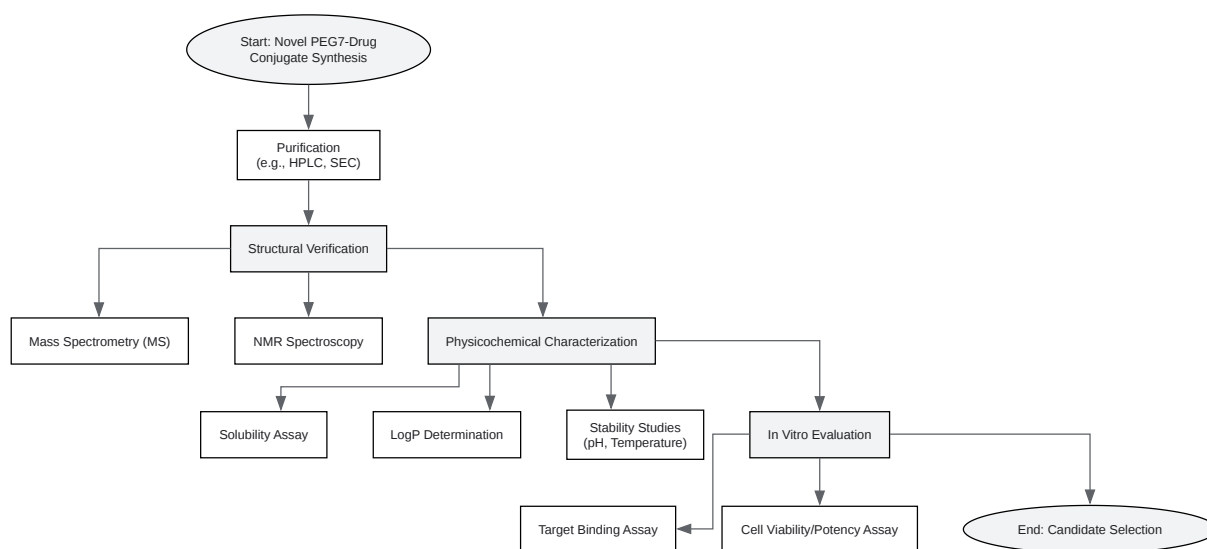 Start: Novel PEG7-Drug
Conjugate Synthesis
Purification
(e.g., HPLC, SEC)
Structural Verification
Mass Spectrometry (MS)
NMR Spectroscopy
Physicochemical Characterization
Solubility Assay
LogP Determination
Stability Studies
(pH, Temperature)
In Vitro Evaluation
Target Binding Assay
Cell Viability/Potency Assay
End: Candidate Selection